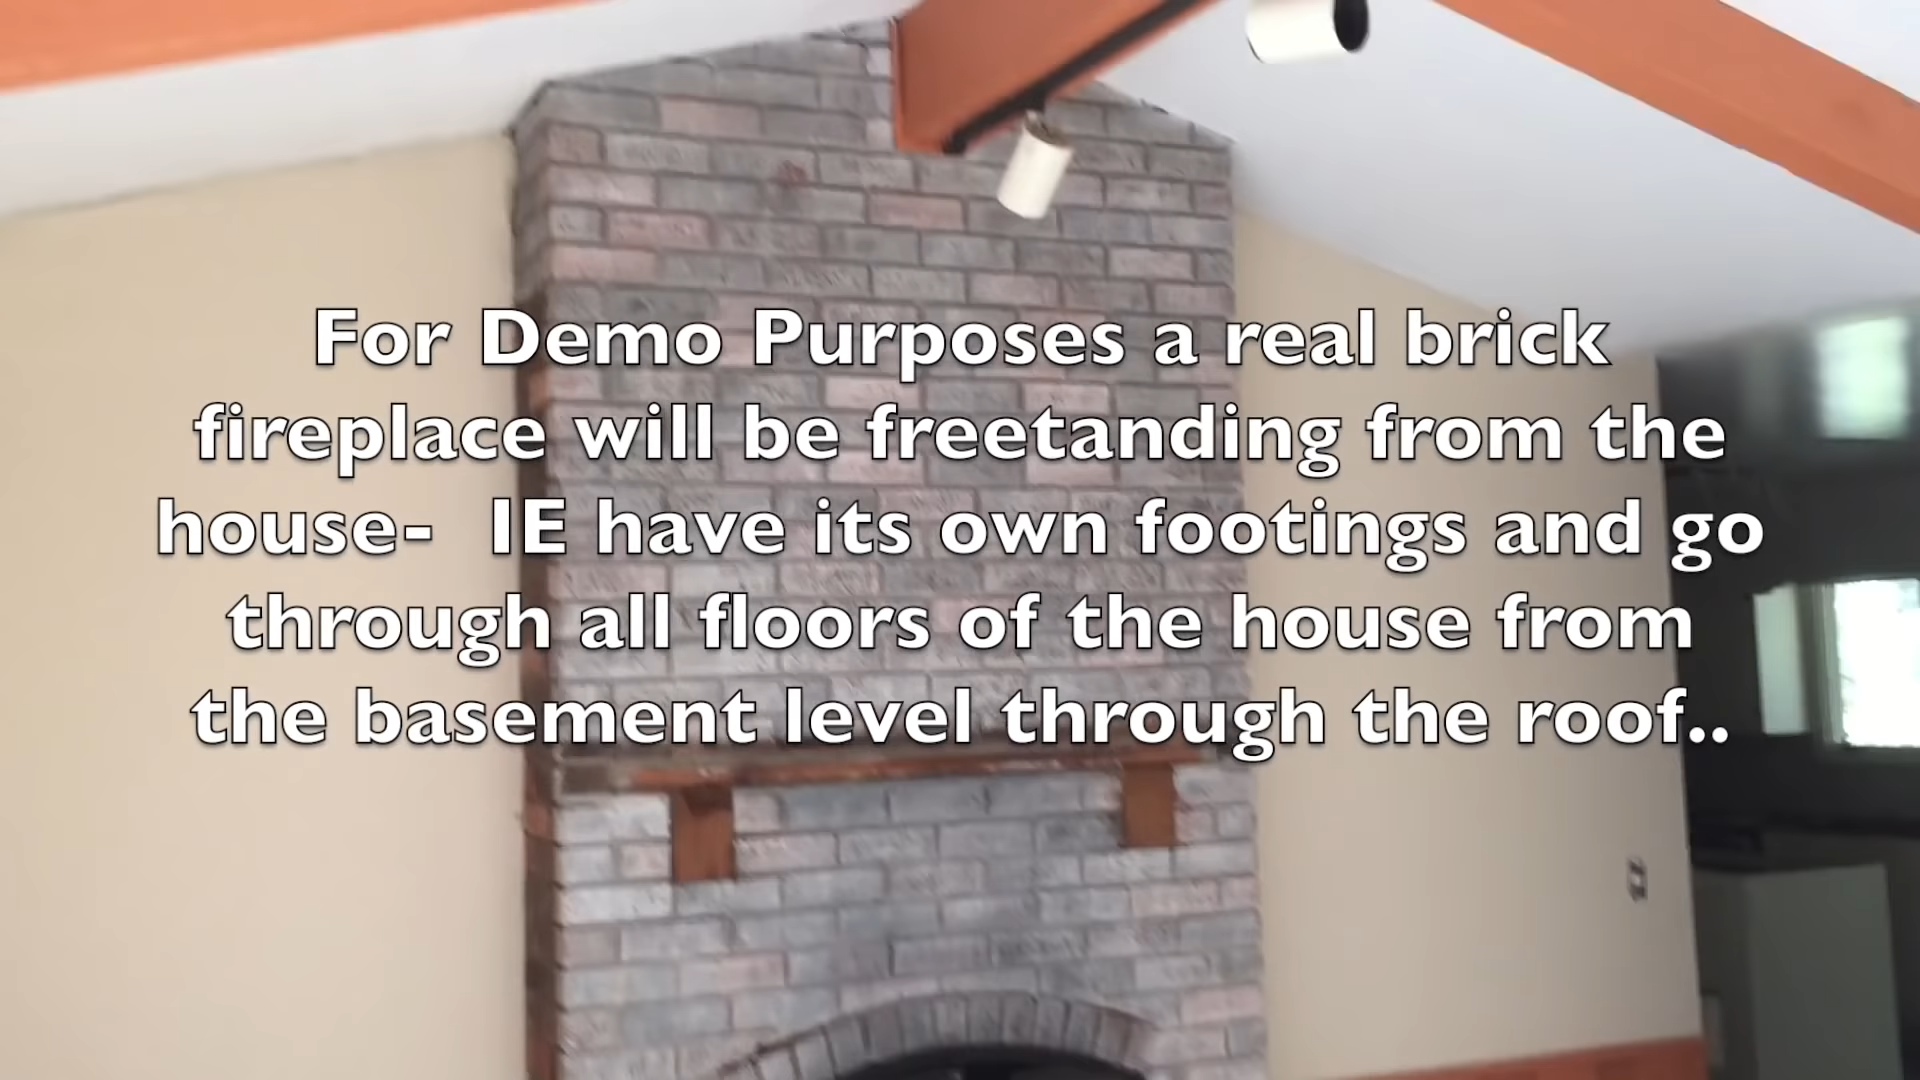 For Demo Purposes a real brick
fireplace will be freetanding from the
house-  IE have its own footings and go
through all floors of the house from
the basement level through the roof..